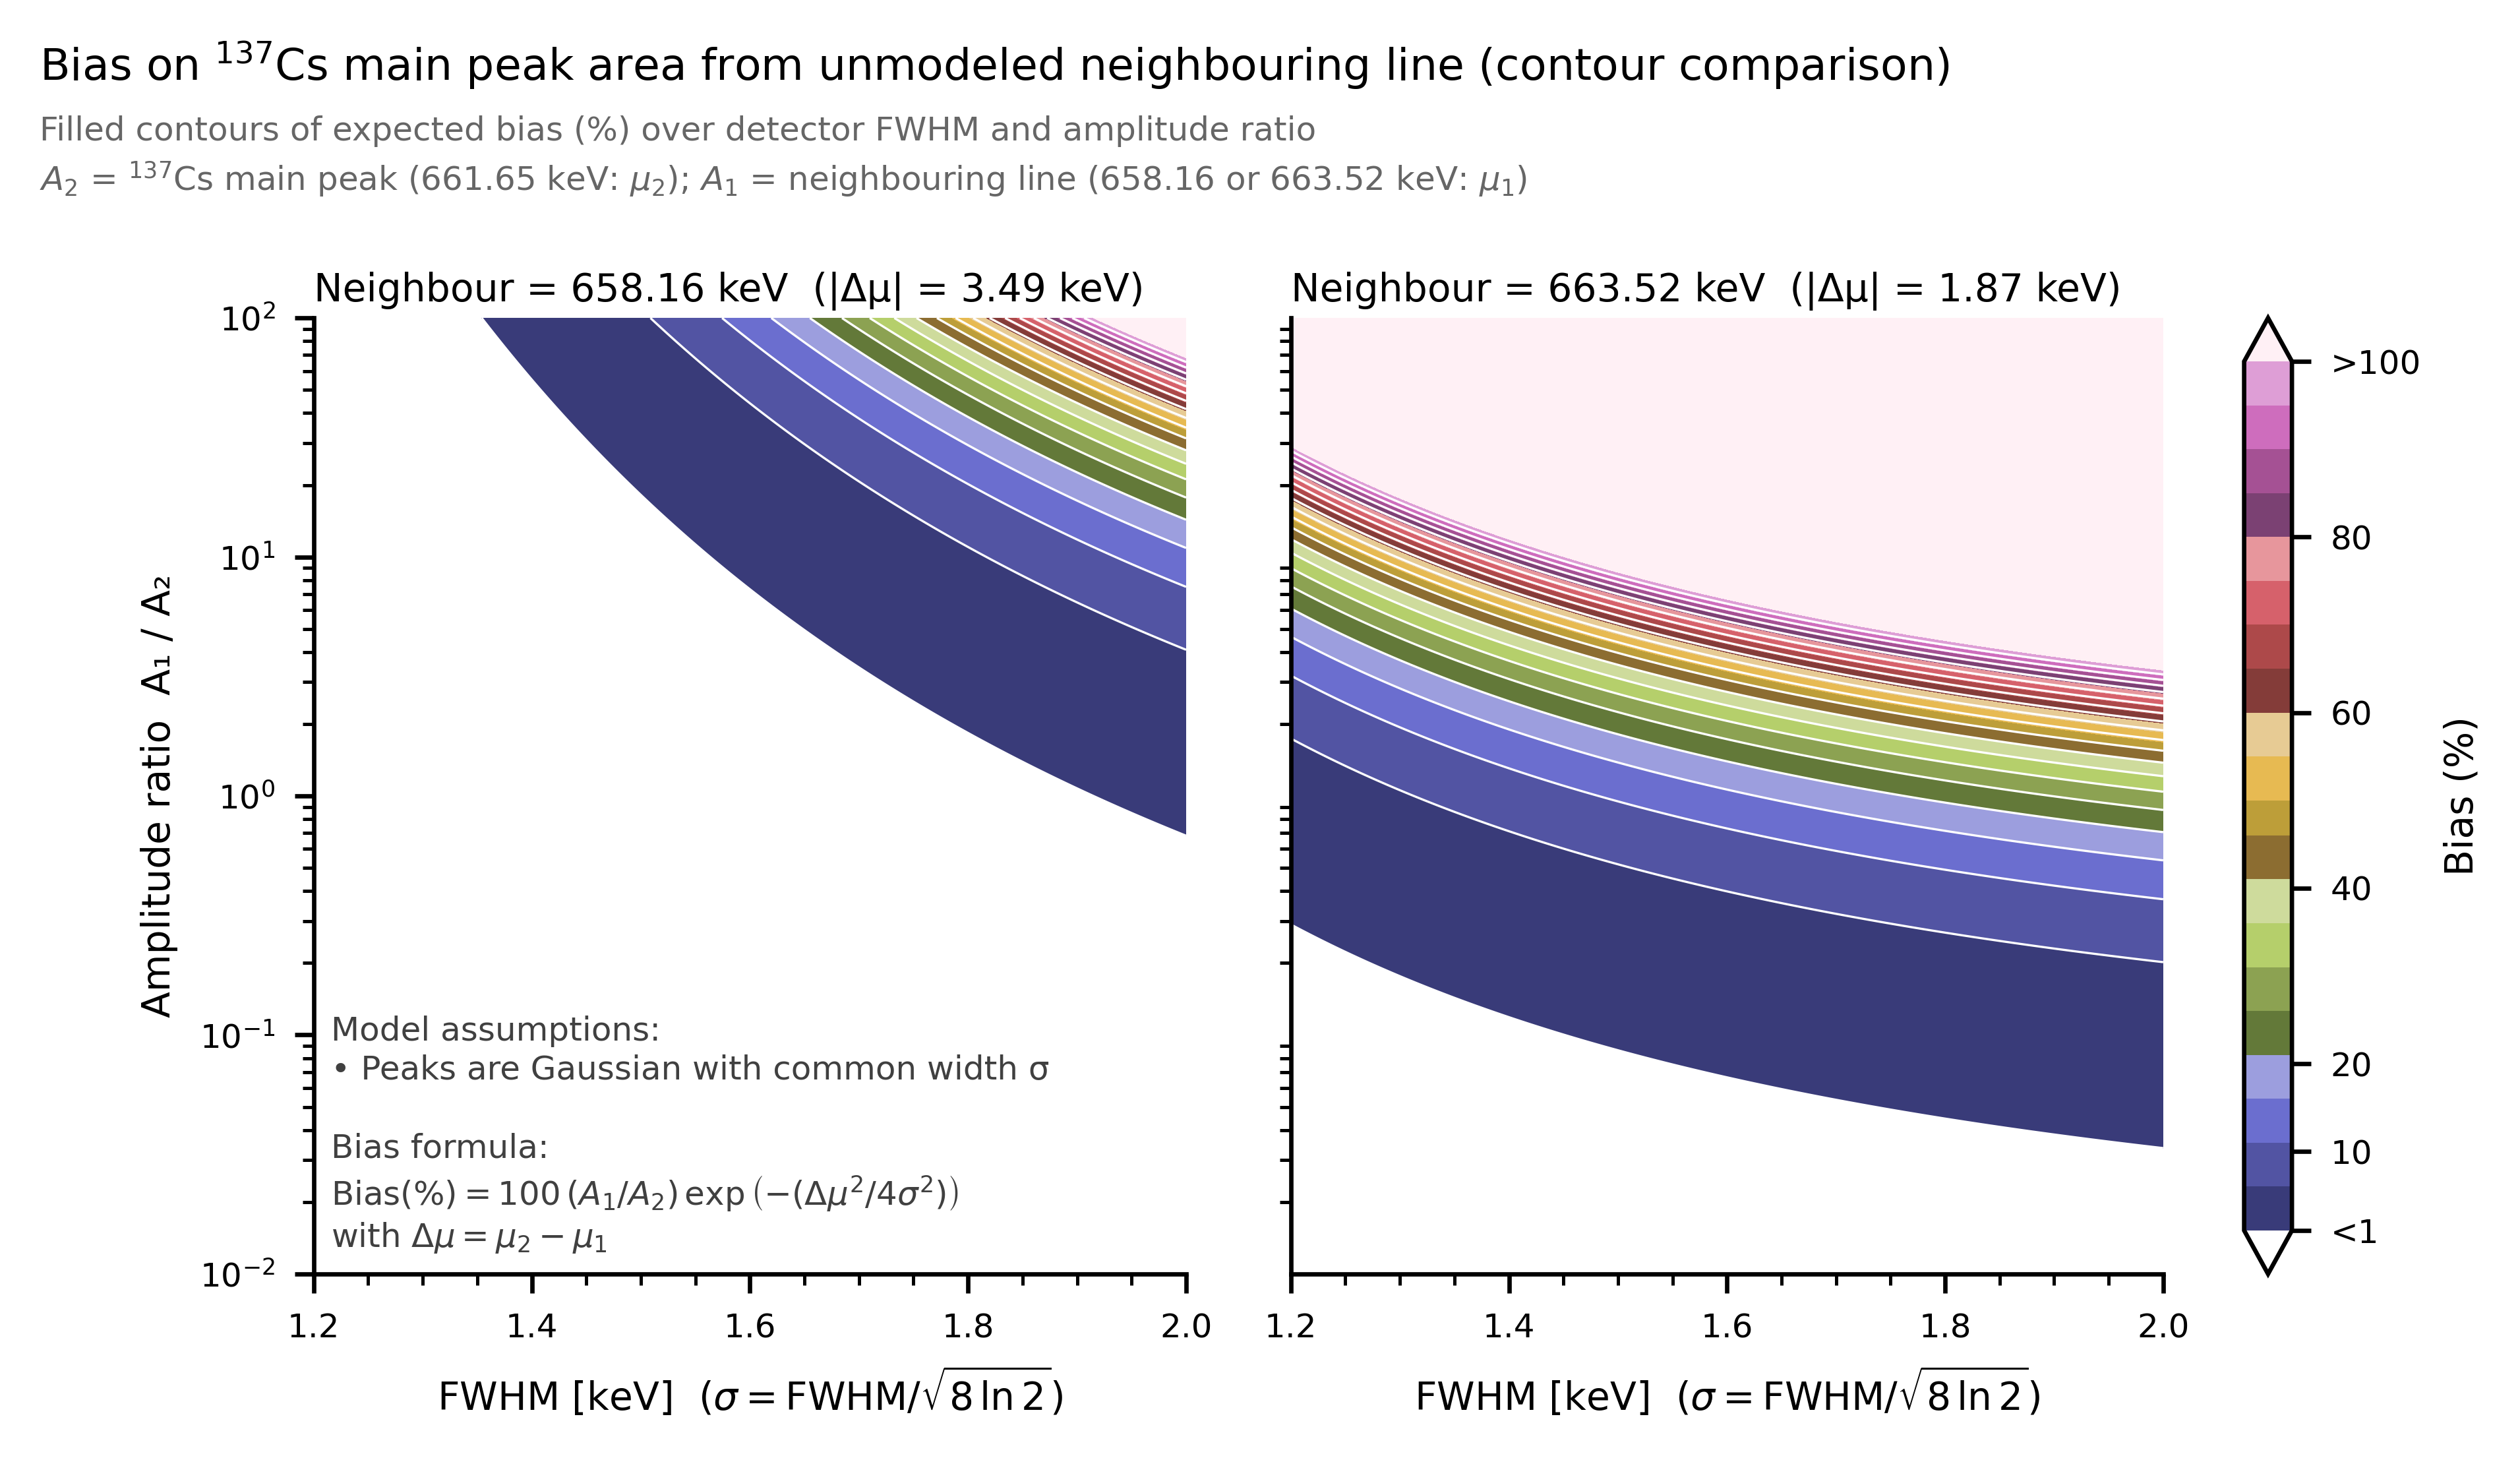 Bias on ¹³⁷Cs main peak area from unmodeled neighbouring line (contour comparison)
Filled contours of expected bias (%) over detector FWHM and amplitude ratio
A₂ = ¹³⁷Cs main peak (661.65 keV: μ₂); A₁ = neighbouring line (658.16 or 663.52 keV: μ₁)
Neighbour = 658.16 keV (|Δμ| = 3.49 keV)
Neighbour = 663.52 keV (|Δμ| = 1.87 keV)
Amplitude ratio A₁ / A₂
10²
10¹
10⁰
10⁻¹
10⁻²
Model assumptions:
• Peaks are Gaussian with common width σ
Bias formula:
Bias(%) = 100 (A₁/A₂) exp (−(Δμ²/4σ²))
with Δμ = μ₂ − μ₁
1.2 1.4 1.6 1.8 2.0
FWHM [keV] (σ = FWHM/√8 ln 2)
1.2 1.4 1.6 1.8 2.0
FWHM [keV] (σ = FWHM/√8 ln 2)
>100
80
60
40
20
10
<1
Bias (%)